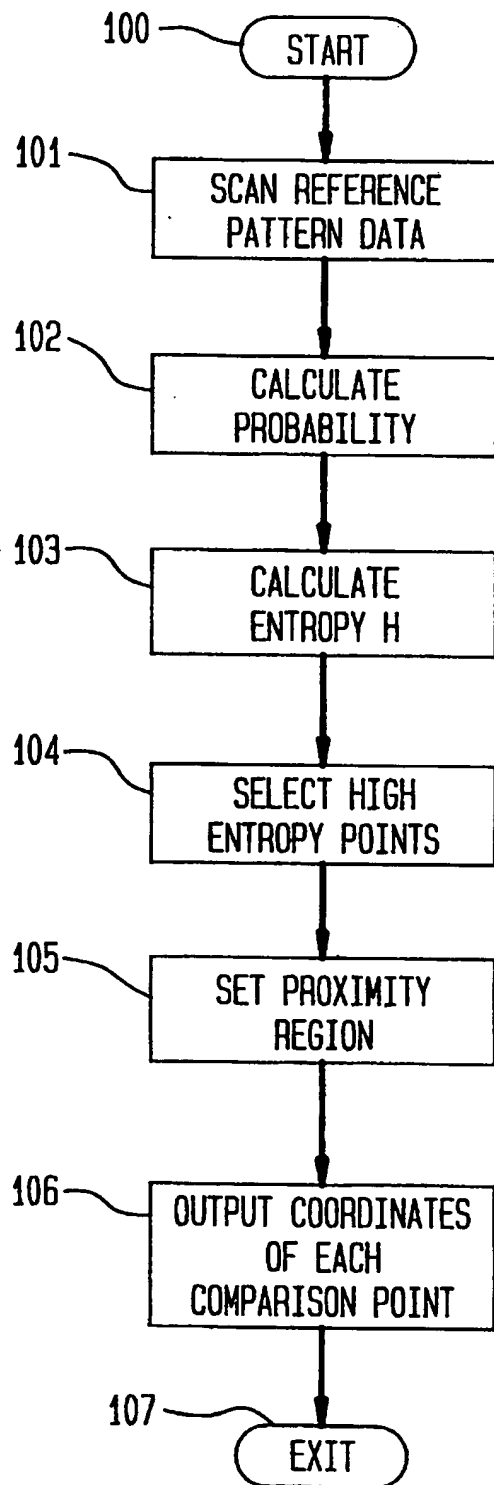 100
START
101
SCAN REFERENCE
PATTERN DATA
102
CALCULATE
PROBABILITY
103
CALCULATE
ENTROPY H
104
SELECT HIGH
ENTROPY POINTS
105
SET PROXIMITY
REGION
106
OUTPUT COORDINATES
OF EACH
COMPARISON POINT
107
EXIT